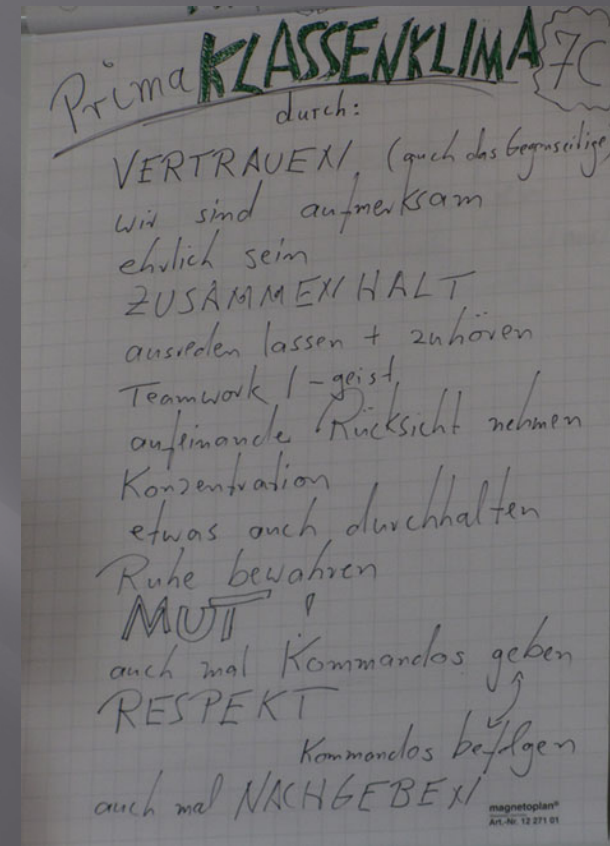 Prima KLASSENKLIMA 7C
durch:
VERTRAUEN, (auch das Gegenseitige)
wir sind aufmerksam
ehrlich sein
ZUSAMMENHALT
ausreden lassen + zuhören
Teamwork / -geist
aufeinander Rücksicht nehmen
Konzentration
etwas auch durchhalten
Ruhe bewahren
MUT !
auch mal Kommandos geben
RESPEKT
Kommandos befolgen
auch mal NACHGEBEN
magnetoplan®
Art.-Nr. 12 271 01